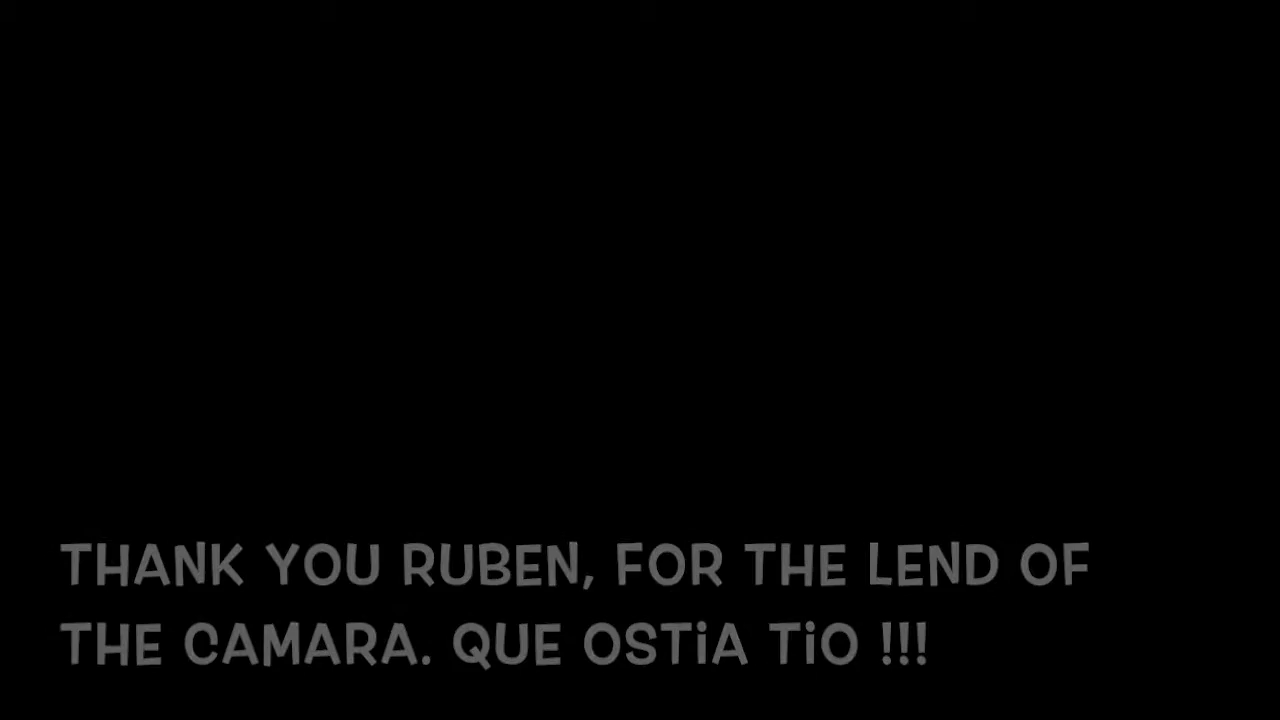 THANK YOU RUBEN, FOR THE LEND OF
THE CAMARA. QUE OSTiA TiO !!!